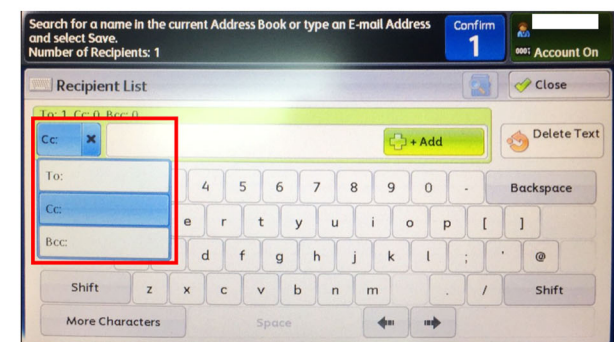 Search for a name in the current Address Book or type an E-mail Address
and select Save.
Number of Recipients: 1
Confirm
1
Account On
Recipient List
Close
To: 1 Cc: 0 Bcc: 0
Cc: x
+ Add
Delete Text
To:
Cc:
Bcc:
4 5 6 7 8 9 0 - Backspace
e r t y u i o p [ ]
d f g h j k l ; ' @
Shift z x c v b n m . / Shift
More Characters Space